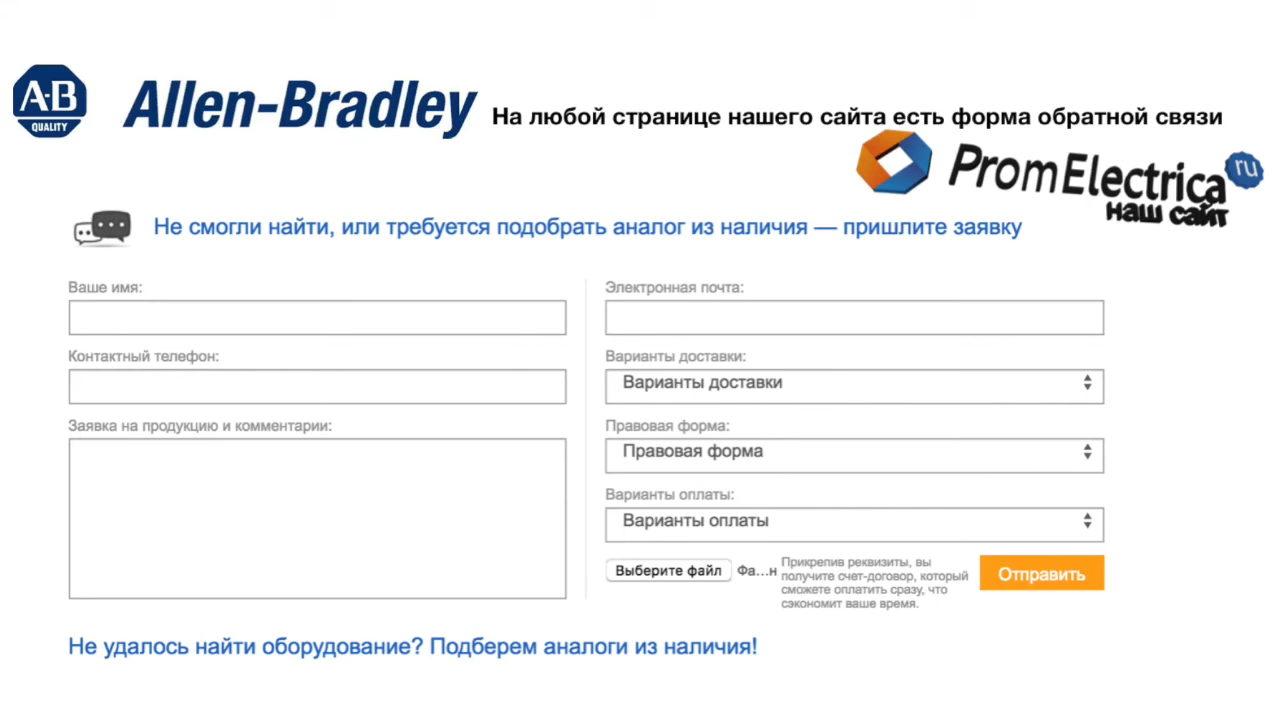 A-B
QUALITY
Allen-Bradley
На любой странице нашего сайта есть форма обратной связи
PromElectrica
ru
наш сайт
Не смогли найти, или требуется подобрать аналог из наличия — пришлите заявку
Ваше имя:
Электронная почта:
Контактный телефон:
Варианты доставки:
Варианты доставки
Заявка на продукцию и комментарии:
Правовая форма:
Правовая форма
Варианты оплаты:
Варианты оплаты
Выберите файл
Фа...н
Прикрепив реквизиты, вы
получите счет-договор, который
сможете оплатить сразу, что
сэкономит ваше время.
Отправить
Не удалось найти оборудование? Подберем аналоги из наличия!